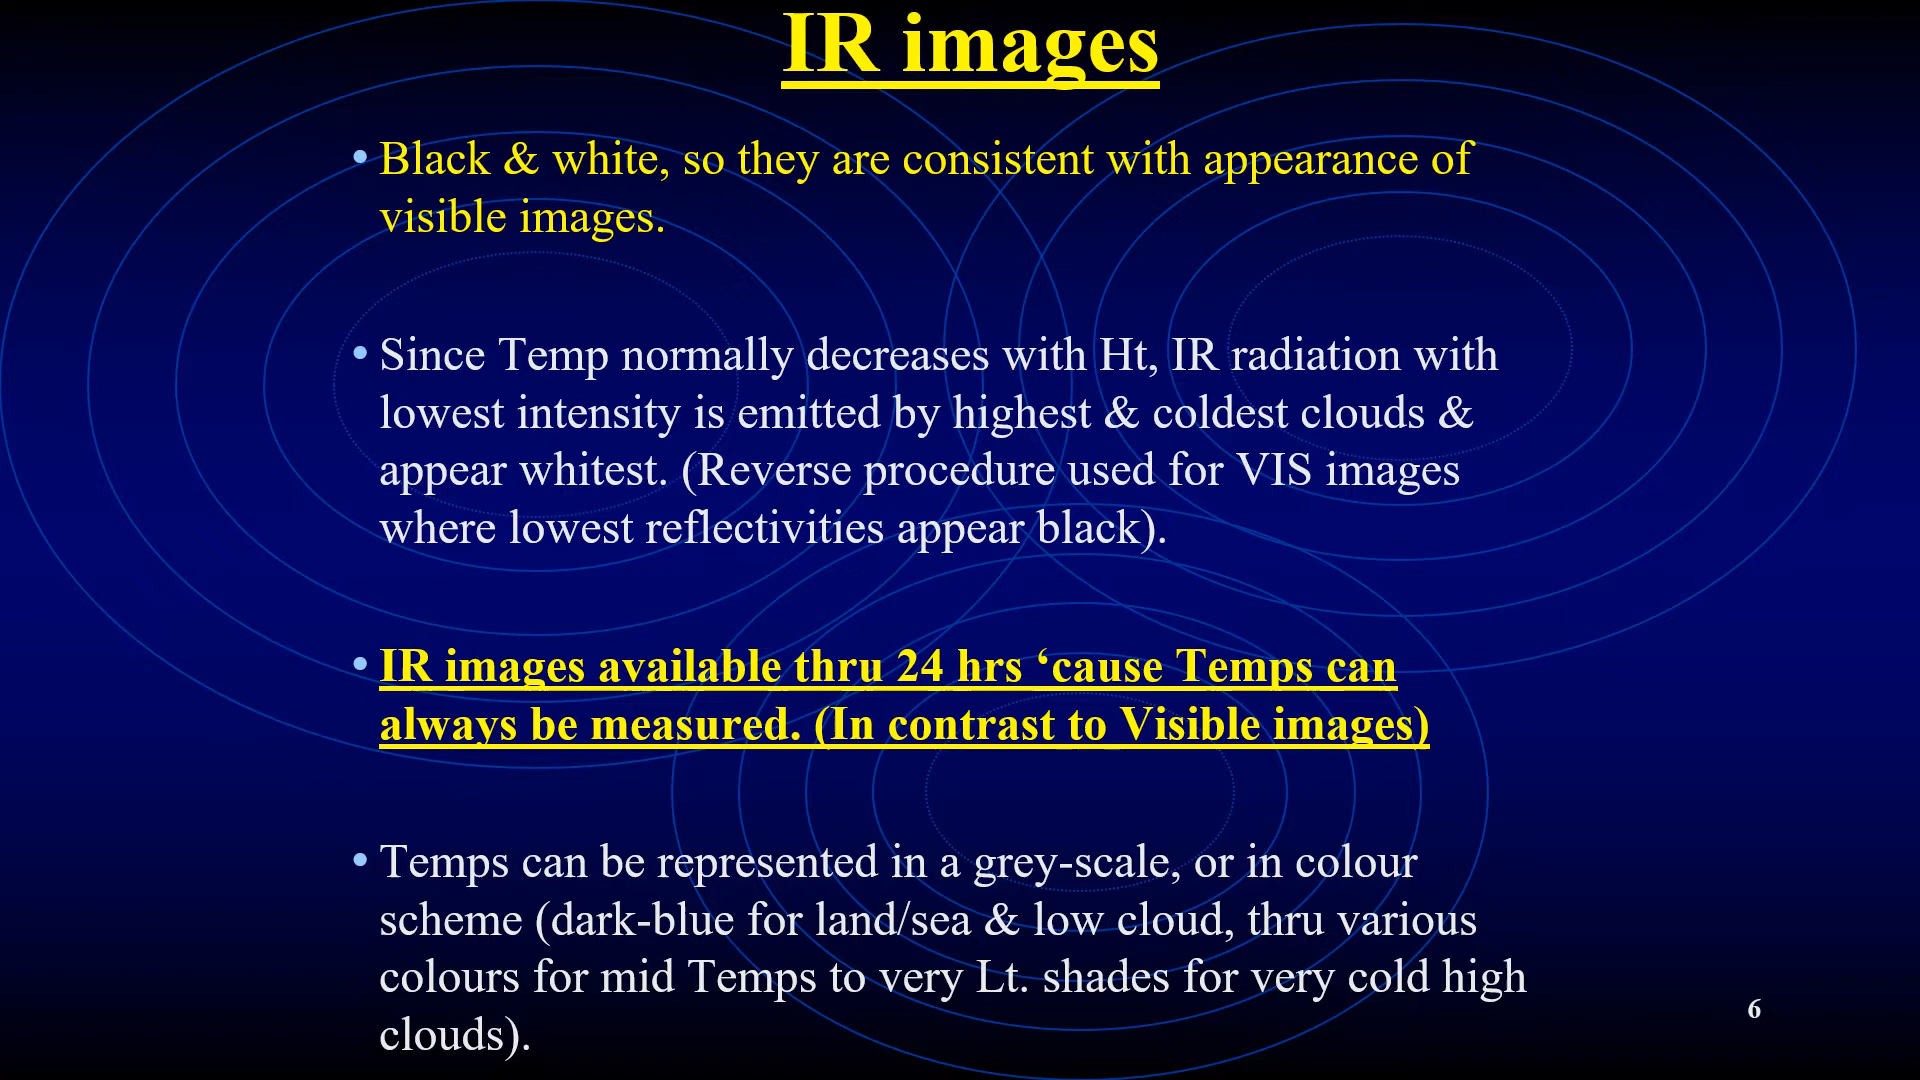 IR images
• Black & white, so they are consistent with appearance of
visible images.
• Since Temp normally decreases with Ht, IR radiation with
lowest intensity is emitted by highest & coldest clouds &
appear whitest. (Reverse procedure used for VIS images
where lowest reflectivities appear black).
• IR images available thru 24 hrs ‘cause Temps can
always be measured. (In contrast to Visible images)
• Temps can be represented in a grey-scale, or in colour
scheme (dark-blue for land/sea & low cloud, thru various
colours for mid Temps to very Lt. shades for very cold high
clouds).
6